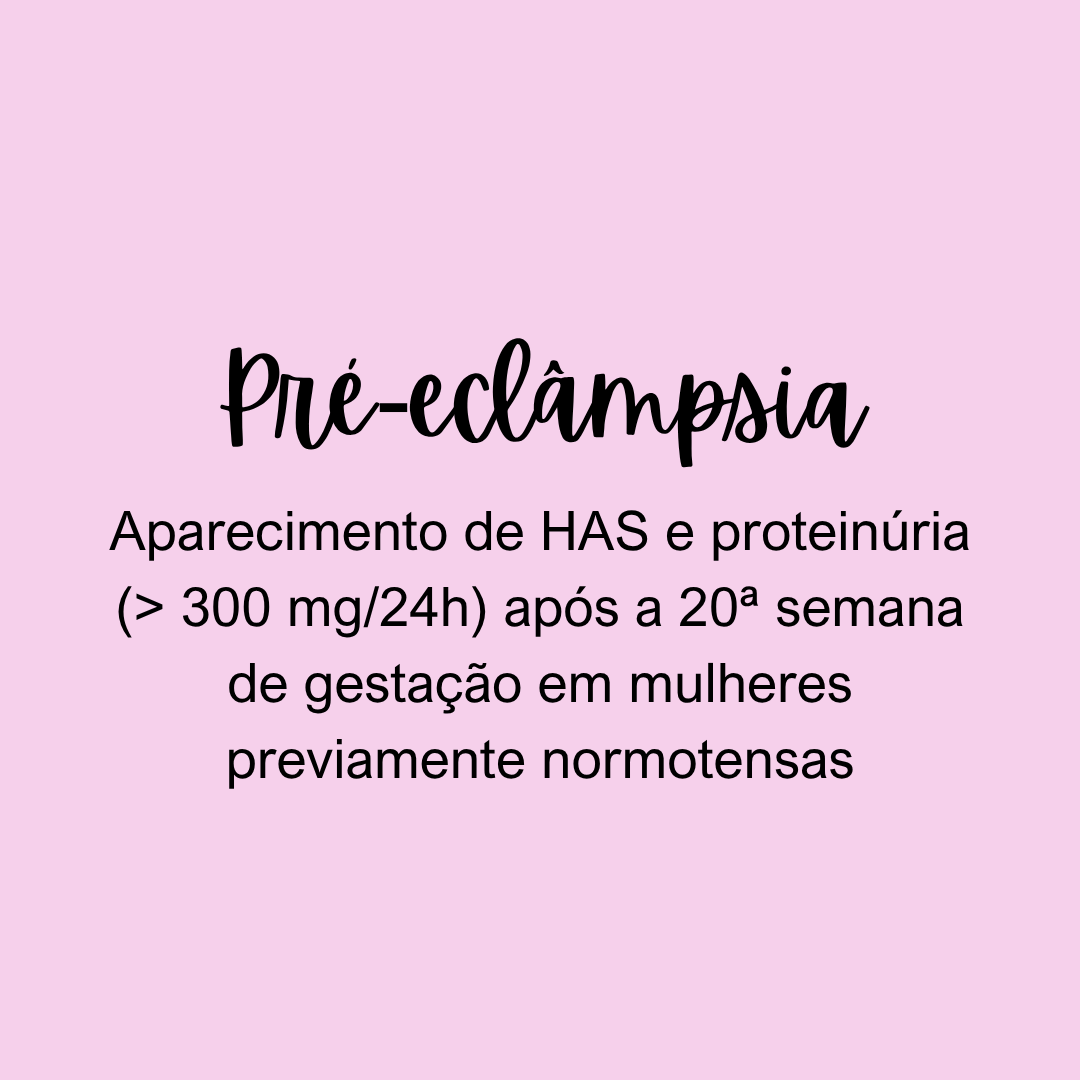 Pré-eclâmpsia
Aparecimento de HAS e proteinúria
(> 300 mg/24h) após a 20ª semana
de gestação em mulheres
previamente normotensas